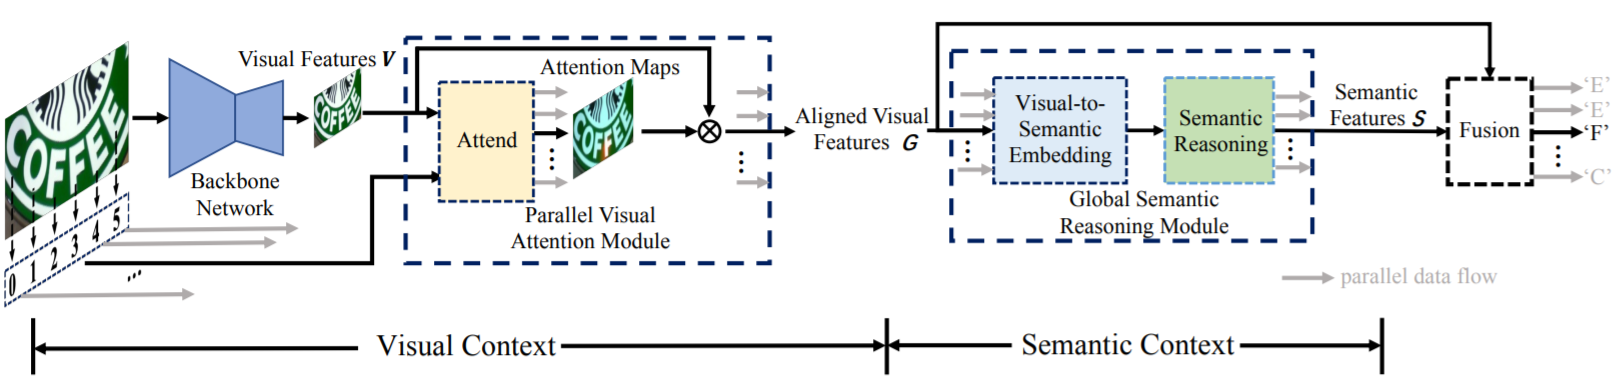 COFFEE
0 1 2 3 4 5
...
Backbone
Network
Visual Features V
COFFEE
Attend
Attention Maps
COFFEE
Parallel Visual
Attention Module
Aligned Visual
Features G
Visual-to-
Semantic
Embedding
Semantic
Reasoning
Global Semantic
Reasoning Module
Semantic
Features S
Fusion
'E'
'E'
'F'
'C'
parallel data flow
Visual Context
Semantic Context